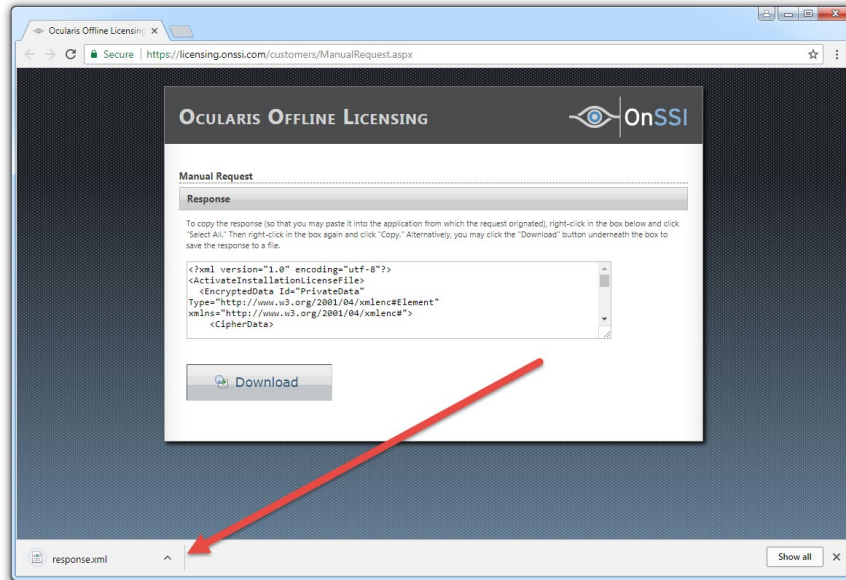 Ocularis Offline Licensing
Secure | https://licensing.onssi.com/customers/ManualRequest.aspx
OCULARIS OFFLINE LICENSING
OnSSI
Manual Request
Response
To copy the response (so that you may paste it into the application from which the request orignated), right-click in the box below and click
"Select All." Then right-click in the box again and click "Copy." Alternatively, you may click the "Download" button underneath the box to
save the response to a file.
<?xml version="1.0" encoding="utf-8"?>
<ActivateInstallationLicenseFile>
  <EncryptedData Id="PrivateData"
Type="http://www.w3.org/2001/04/xmlenc#Element"
xmlns="http://www.w3.org/2001/04/xmlenc#">
    <CipherData>
Download
response.xml
Show all